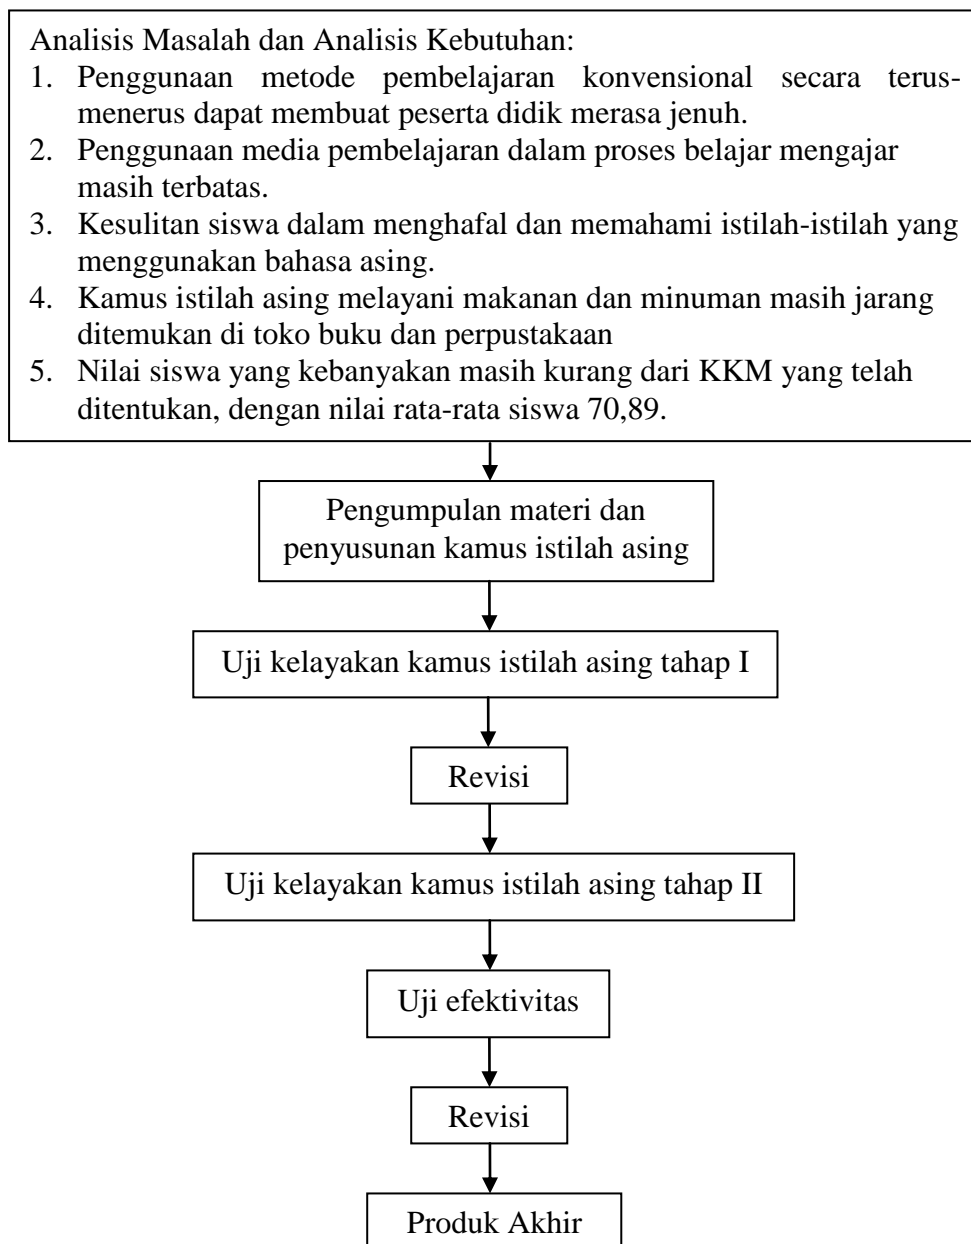 Analisis Masalah dan Analisis Kebutuhan:
1. Penggunaan metode pembelajaran konvensional secara terus-
menerus dapat membuat peserta didik merasa jenuh.
2. Penggunaan media pembelajaran dalam proses belajar mengajar
masih terbatas.
3. Kesulitan siswa dalam menghafal dan memahami istilah-istilah yang
menggunakan bahasa asing.
4. Kamus istilah asing melayani makanan dan minuman masih jarang
ditemukan di toko buku dan perpustakaan
5. Nilai siswa yang kebanyakan masih kurang dari KKM yang telah
ditentukan, dengan nilai rata-rata siswa 70,89.
Pengumpulan materi dan
penyusunan kamus istilah asing
Uji kelayakan kamus istilah asing tahap I
Revisi
Uji kelayakan kamus istilah asing tahap II
Uji efektivitas
Revisi
Produk Akhir